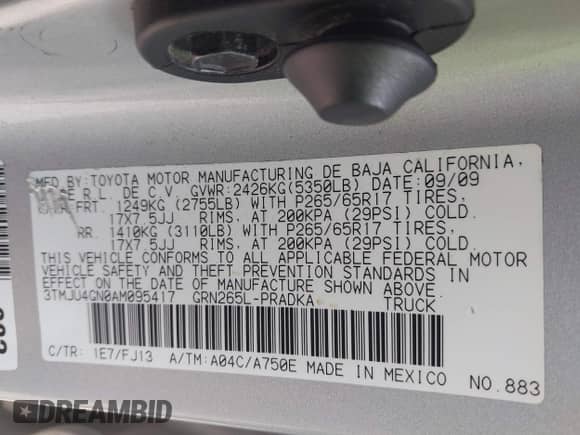 MFD. BY: TOYOTA MOTOR MANUFACTURING DE BAJA CALIFORNIA,
E R.L. DE C.V. GVWR: 2426KG(5350LB) DATE: 09/09
FRT. 1249KG (2755LB) WITH P265/65R17 TIRES,
17X7.5JJ RIMS, AT 200KPA (29PSI) COLD.
RR. 1410KG (3110LB) WITH P265/65R17 TIRES,
17X7.5JJ RIMS, AT 200KPA (29PSI) COLD.
THIS VEHICLE CONFORMS TO ALL APPLICABLE FEDERAL MOTOR
VEHICLE SAFETY AND THEFT PREVENTION STANDARDS IN
EFFECT ON THE DATE OF MANUFACTURE SHOWN ABOVE.
3TMJU4GN0AM095417 GRN265L-PRADKA TRUCK
C/TR: 1E7/FJ13 A/TM: A04C/A750E MADE IN MEXICO NO.883
DREAMBID